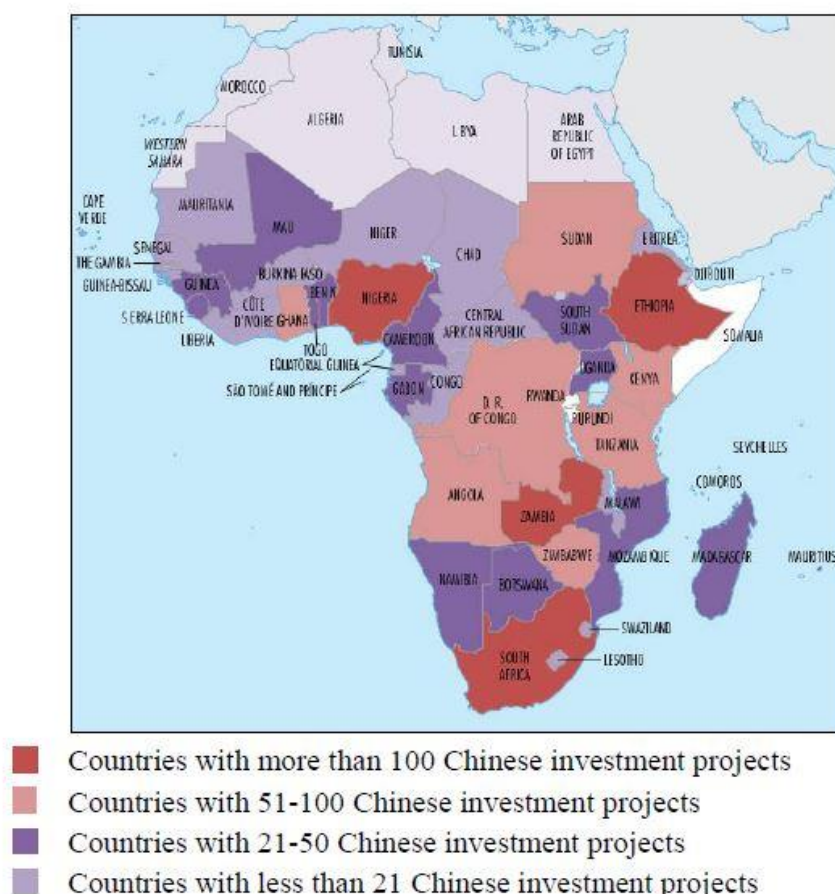 TUNISIA
MOROCCO
ALGERIA
LIBYA
ARAB
REPUBLIC
OF EGYPT
WESTERN
SAHARA
CAPE
VERDE
MAURITANIA
MALI
NIGER
CHAD
SUDAN
ERITREA
SENEGAL
THE GAMBIA
GUINEA-BISSAU
GUINEA
BURKINA FASO
BENIN
NIGERIA
DJIBOUTI
ETHIOPIA
SIERRA LEONE
CÔTE
D'IVOIRE
GHANA
LIBERIA
CENTRAL
AFRICAN REPUBLIC
SOUTH
SUDAN
SOMALIA
CAMEROON
TOGO
EQUATORIAL GUINEA
UGANDA
SÃO TOMÉ AND PRÍNCIPE
GABON
CONGO
KENYA
RWANDA
D. R.
OF CONGO
BURUNDI
TANZANIA
SEYCHELLES
COMOROS
ANGOLA
MALAWI
ZAMBIA
ZIMBABWE
MOZAMBIQUE
MADAGASCAR
MAURITIUS
NAMIBIA
BOTSWANA
SWAZILAND
SOUTH
AFRICA
LESOTHO
Countries with more than 100 Chinese investment projects
Countries with 51-100 Chinese investment projects
Countries with 21-50 Chinese investment projects
Countries with less than 21 Chinese investment projects